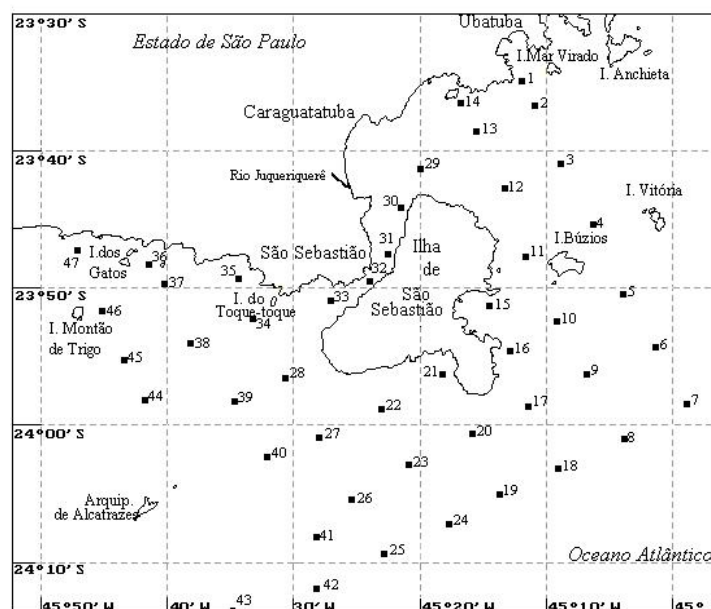 23°30' S
Estado de São Paulo
Ubatuba
I.Mar Virado
I. Anchieta
1
14
2
Caraguatatuba
13
23°40' S
29
3
Rio Juqueriquerê
12
I. Vitória
30
4
31
Ilha
I.Búzios
47
I.dos
36
São Sebastião
de
11
Gatos
35
32
37
23°50' S
I. do
33
São
15
5
46
Toque-toque
Sebastião
10
I. Montão
34
de Trigo
38
16
6
45
28
21
9
44
39
22
17
7
24°00' S
27
20
8
40
23
18
Arquip.
26
19
de Alcatrazes
24
41
25
Oceano Atlântico
24°10' S
42
43
45°50' W
40' W
30' W
45°20' W
45°10' W